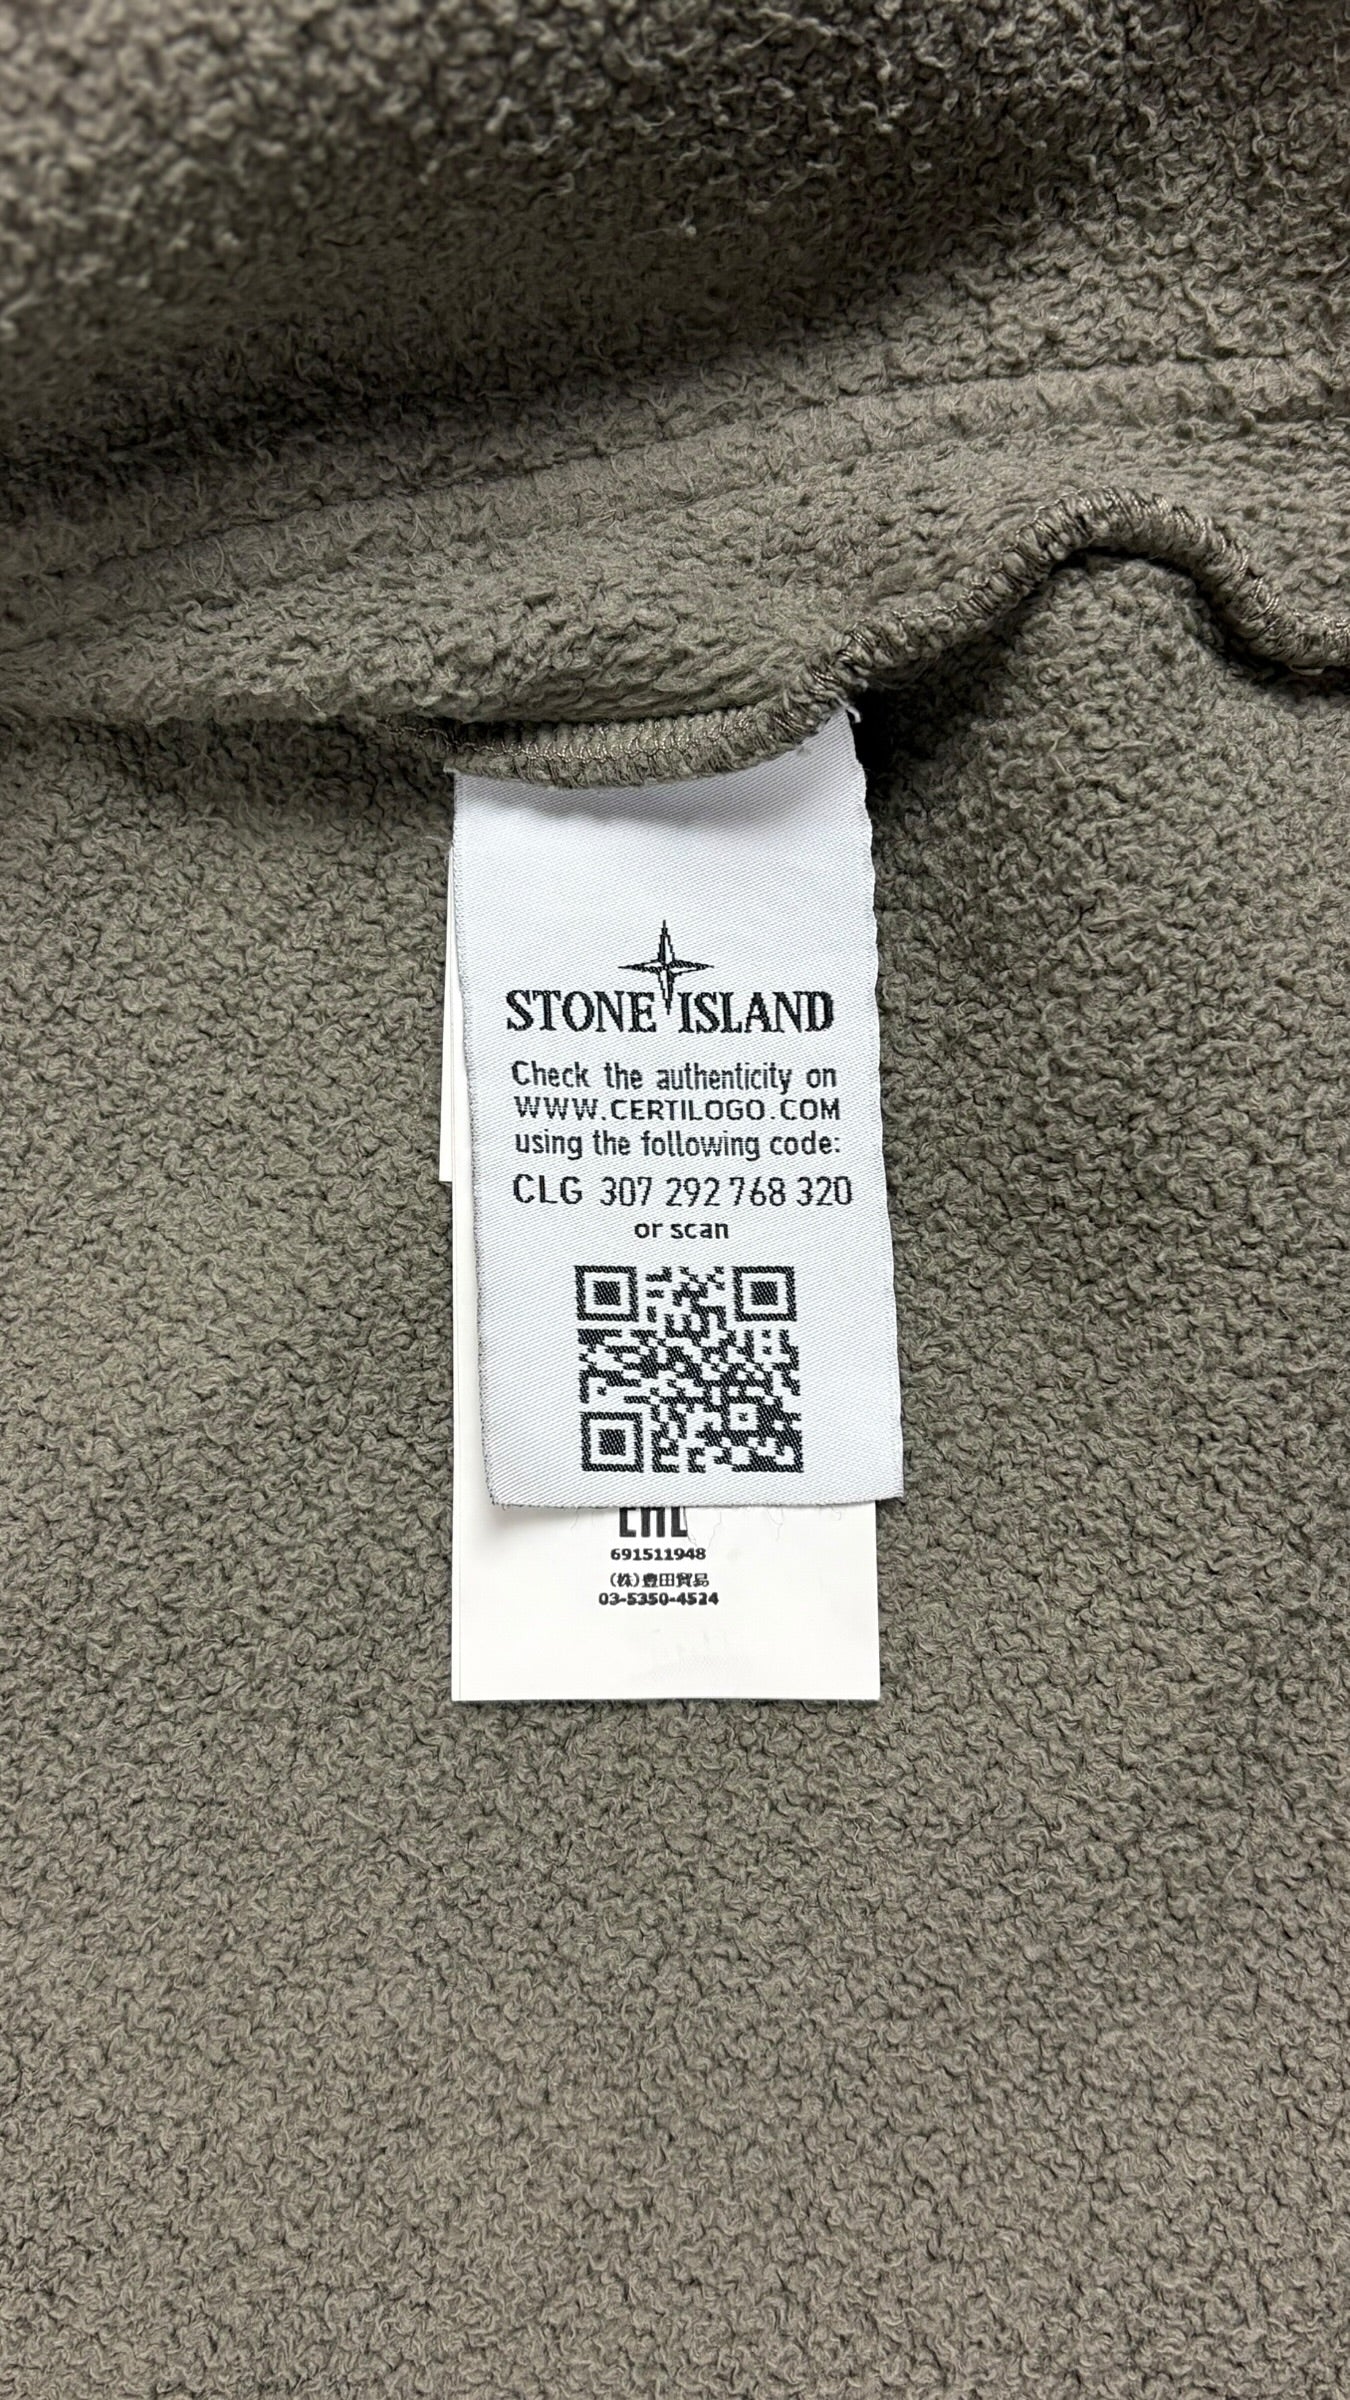 STONE ISLAND
Check the authenticity on
WWW.CERTILOGO.COM
using the following code:
CLG 307 292 768 320
or scan
EAC
691511948
(株)豊田貿易
03-5350-4524